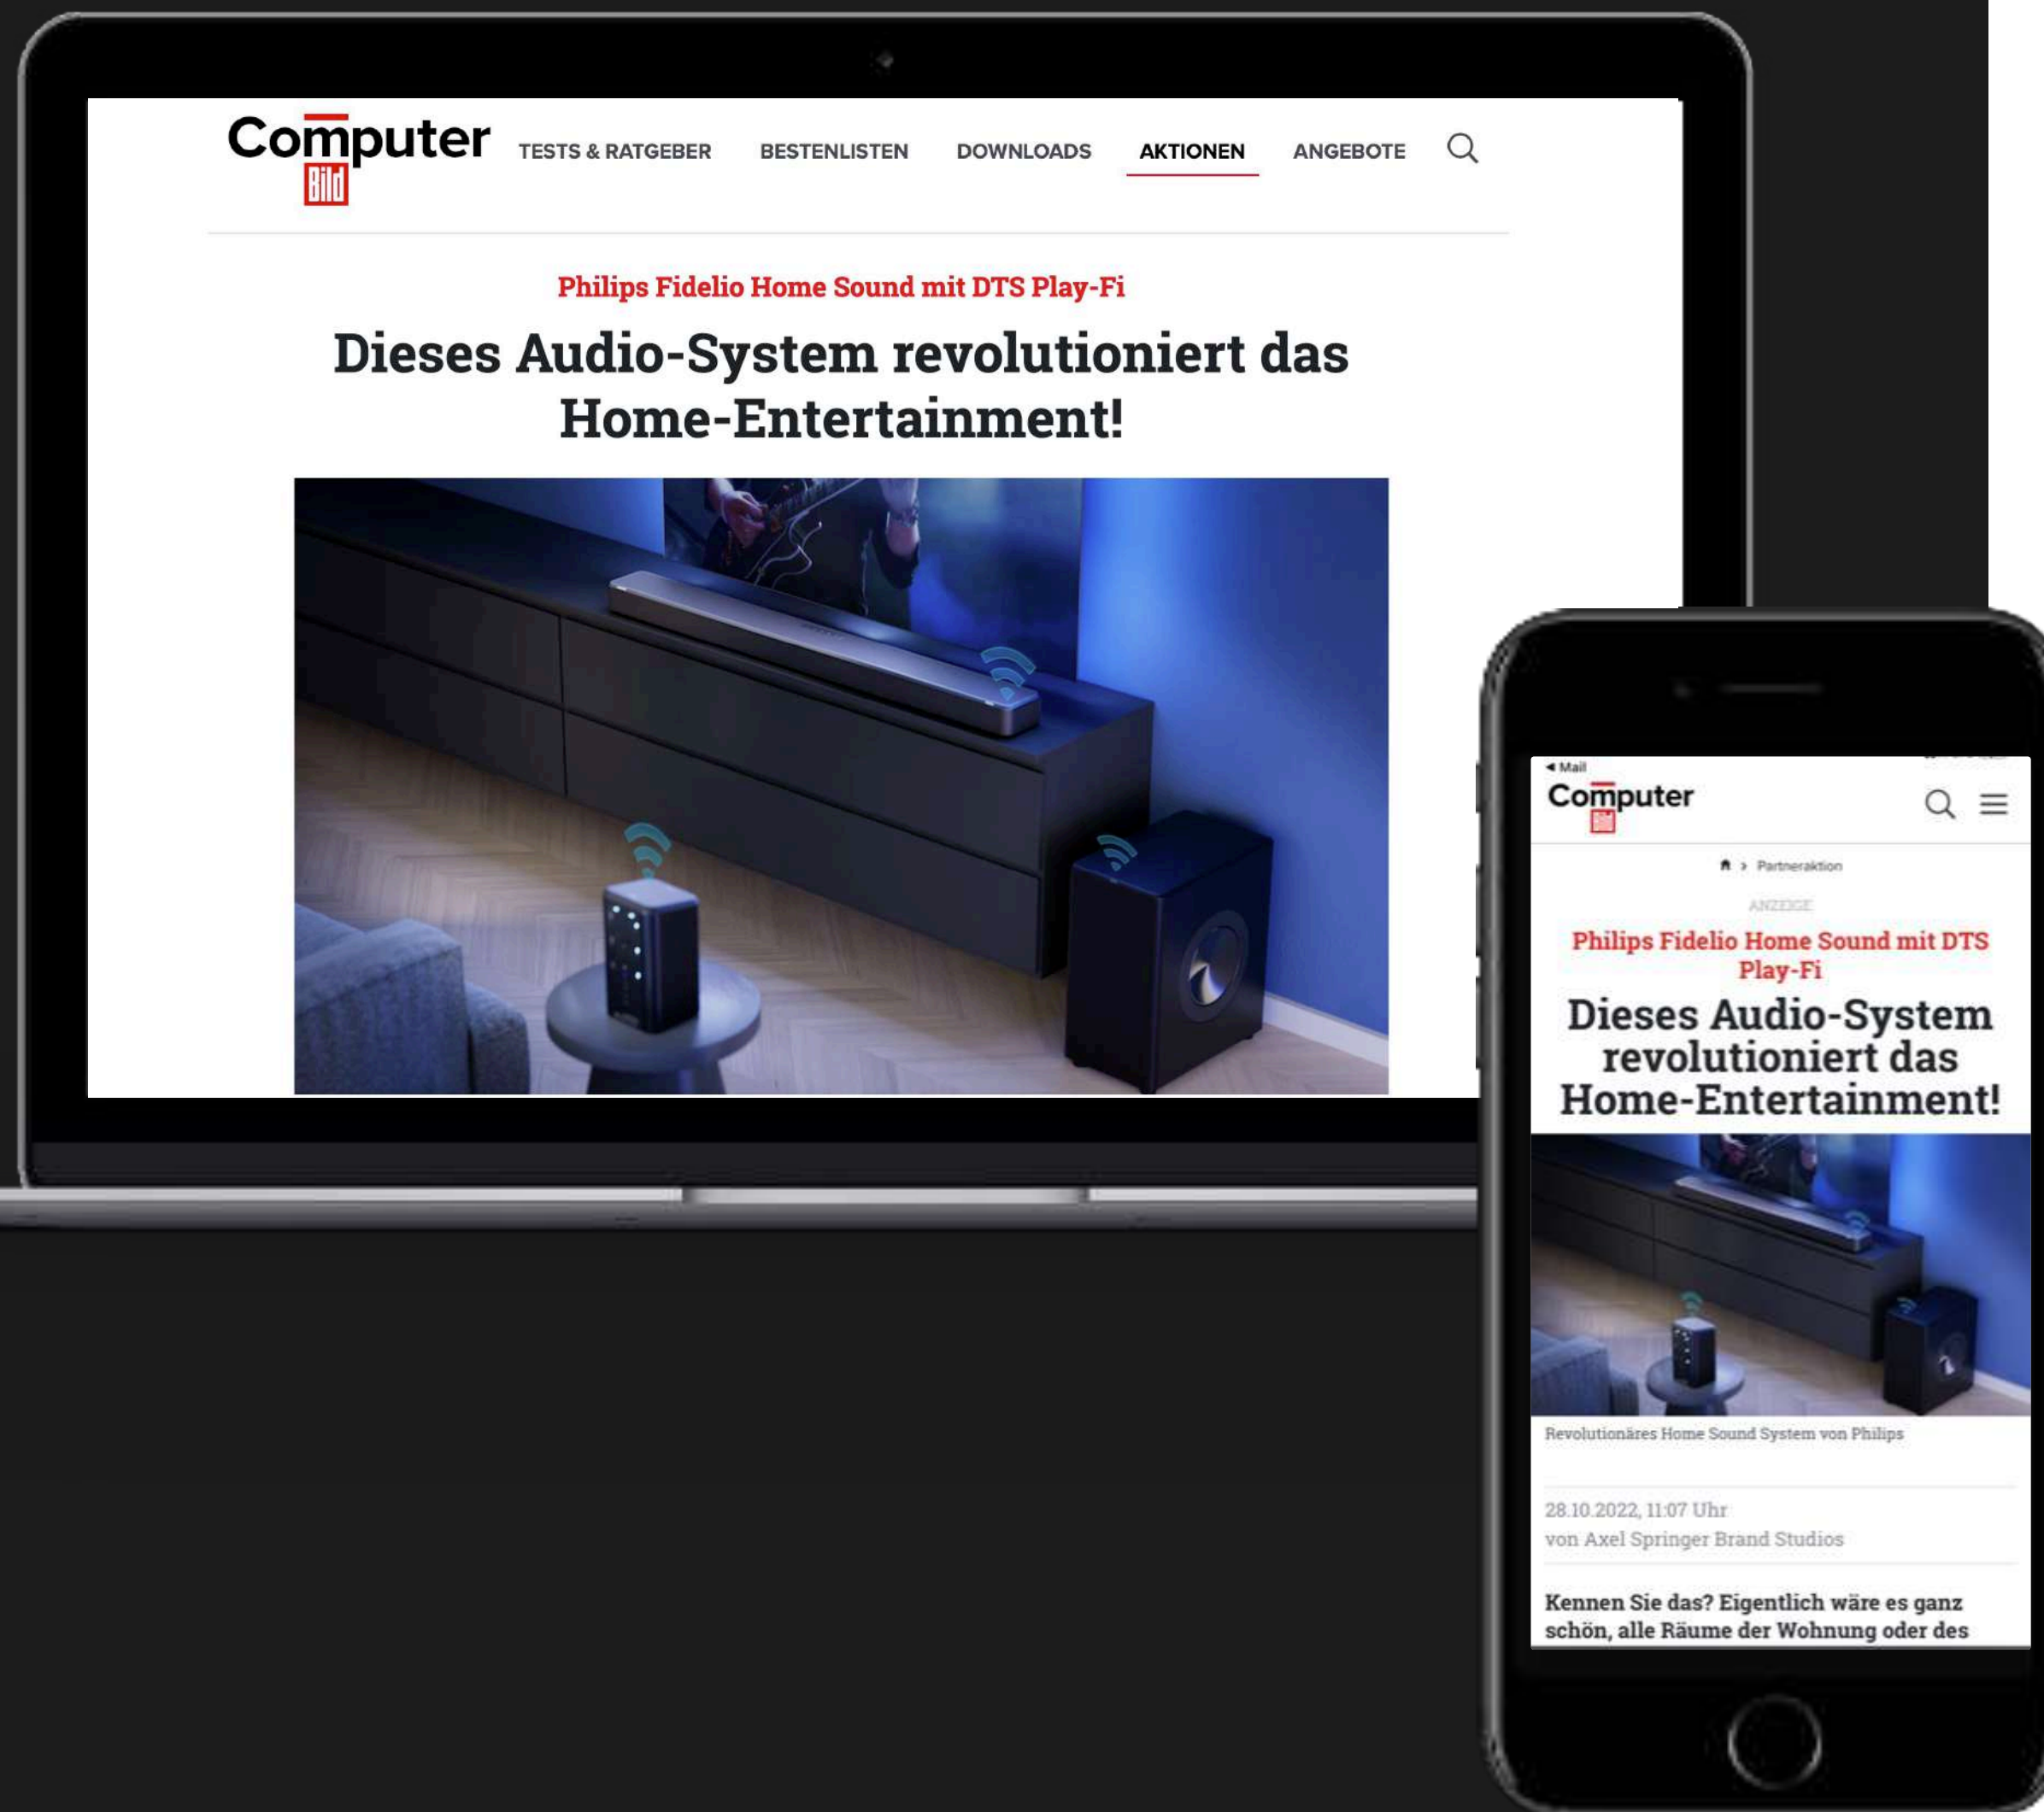 Computer
Bild
TESTS & RATGEBER BESTENLISTEN DOWNLOADS AKTIONEN ANGEBOTE
Philips Fidelio Home Sound mit DTS Play-Fi
Dieses Audio-System revolutioniert das
Home-Entertainment!
◄ Mail
Computer
Bild
> Partneraktion
ANZEIGE
Philips Fidelio Home Sound mit DTS
Play-Fi
Dieses Audio-System
revolutioniert das
Home-Entertainment!
Revolutionäres Home Sound System von Philips
28.10.2022, 11:07 Uhr
von Axel Springer Brand Studios
Kennen Sie das? Eigentlich wäre es ganz
schön, alle Räume der Wohnung oder des